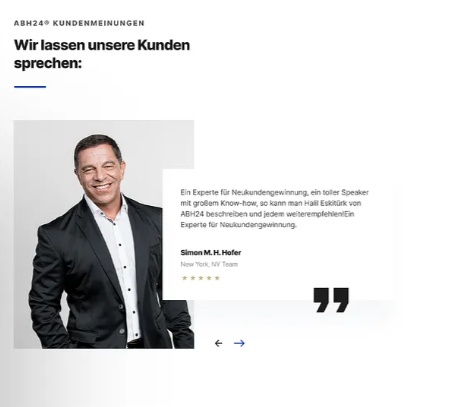 ABH24® KUNDENMEINUNGEN
Wir lassen unsere Kunden
sprechen:
Ein Experte für Neukundengewinnung, ein toller Speaker
mit großem Know-how, so kann man Halil Eskitürk von
ABH24 beschreiben und jedem weiterempfehlen!Ein
Experte für Neukundengewinnung.
Simon M. H. Hofer
New York, NY Team